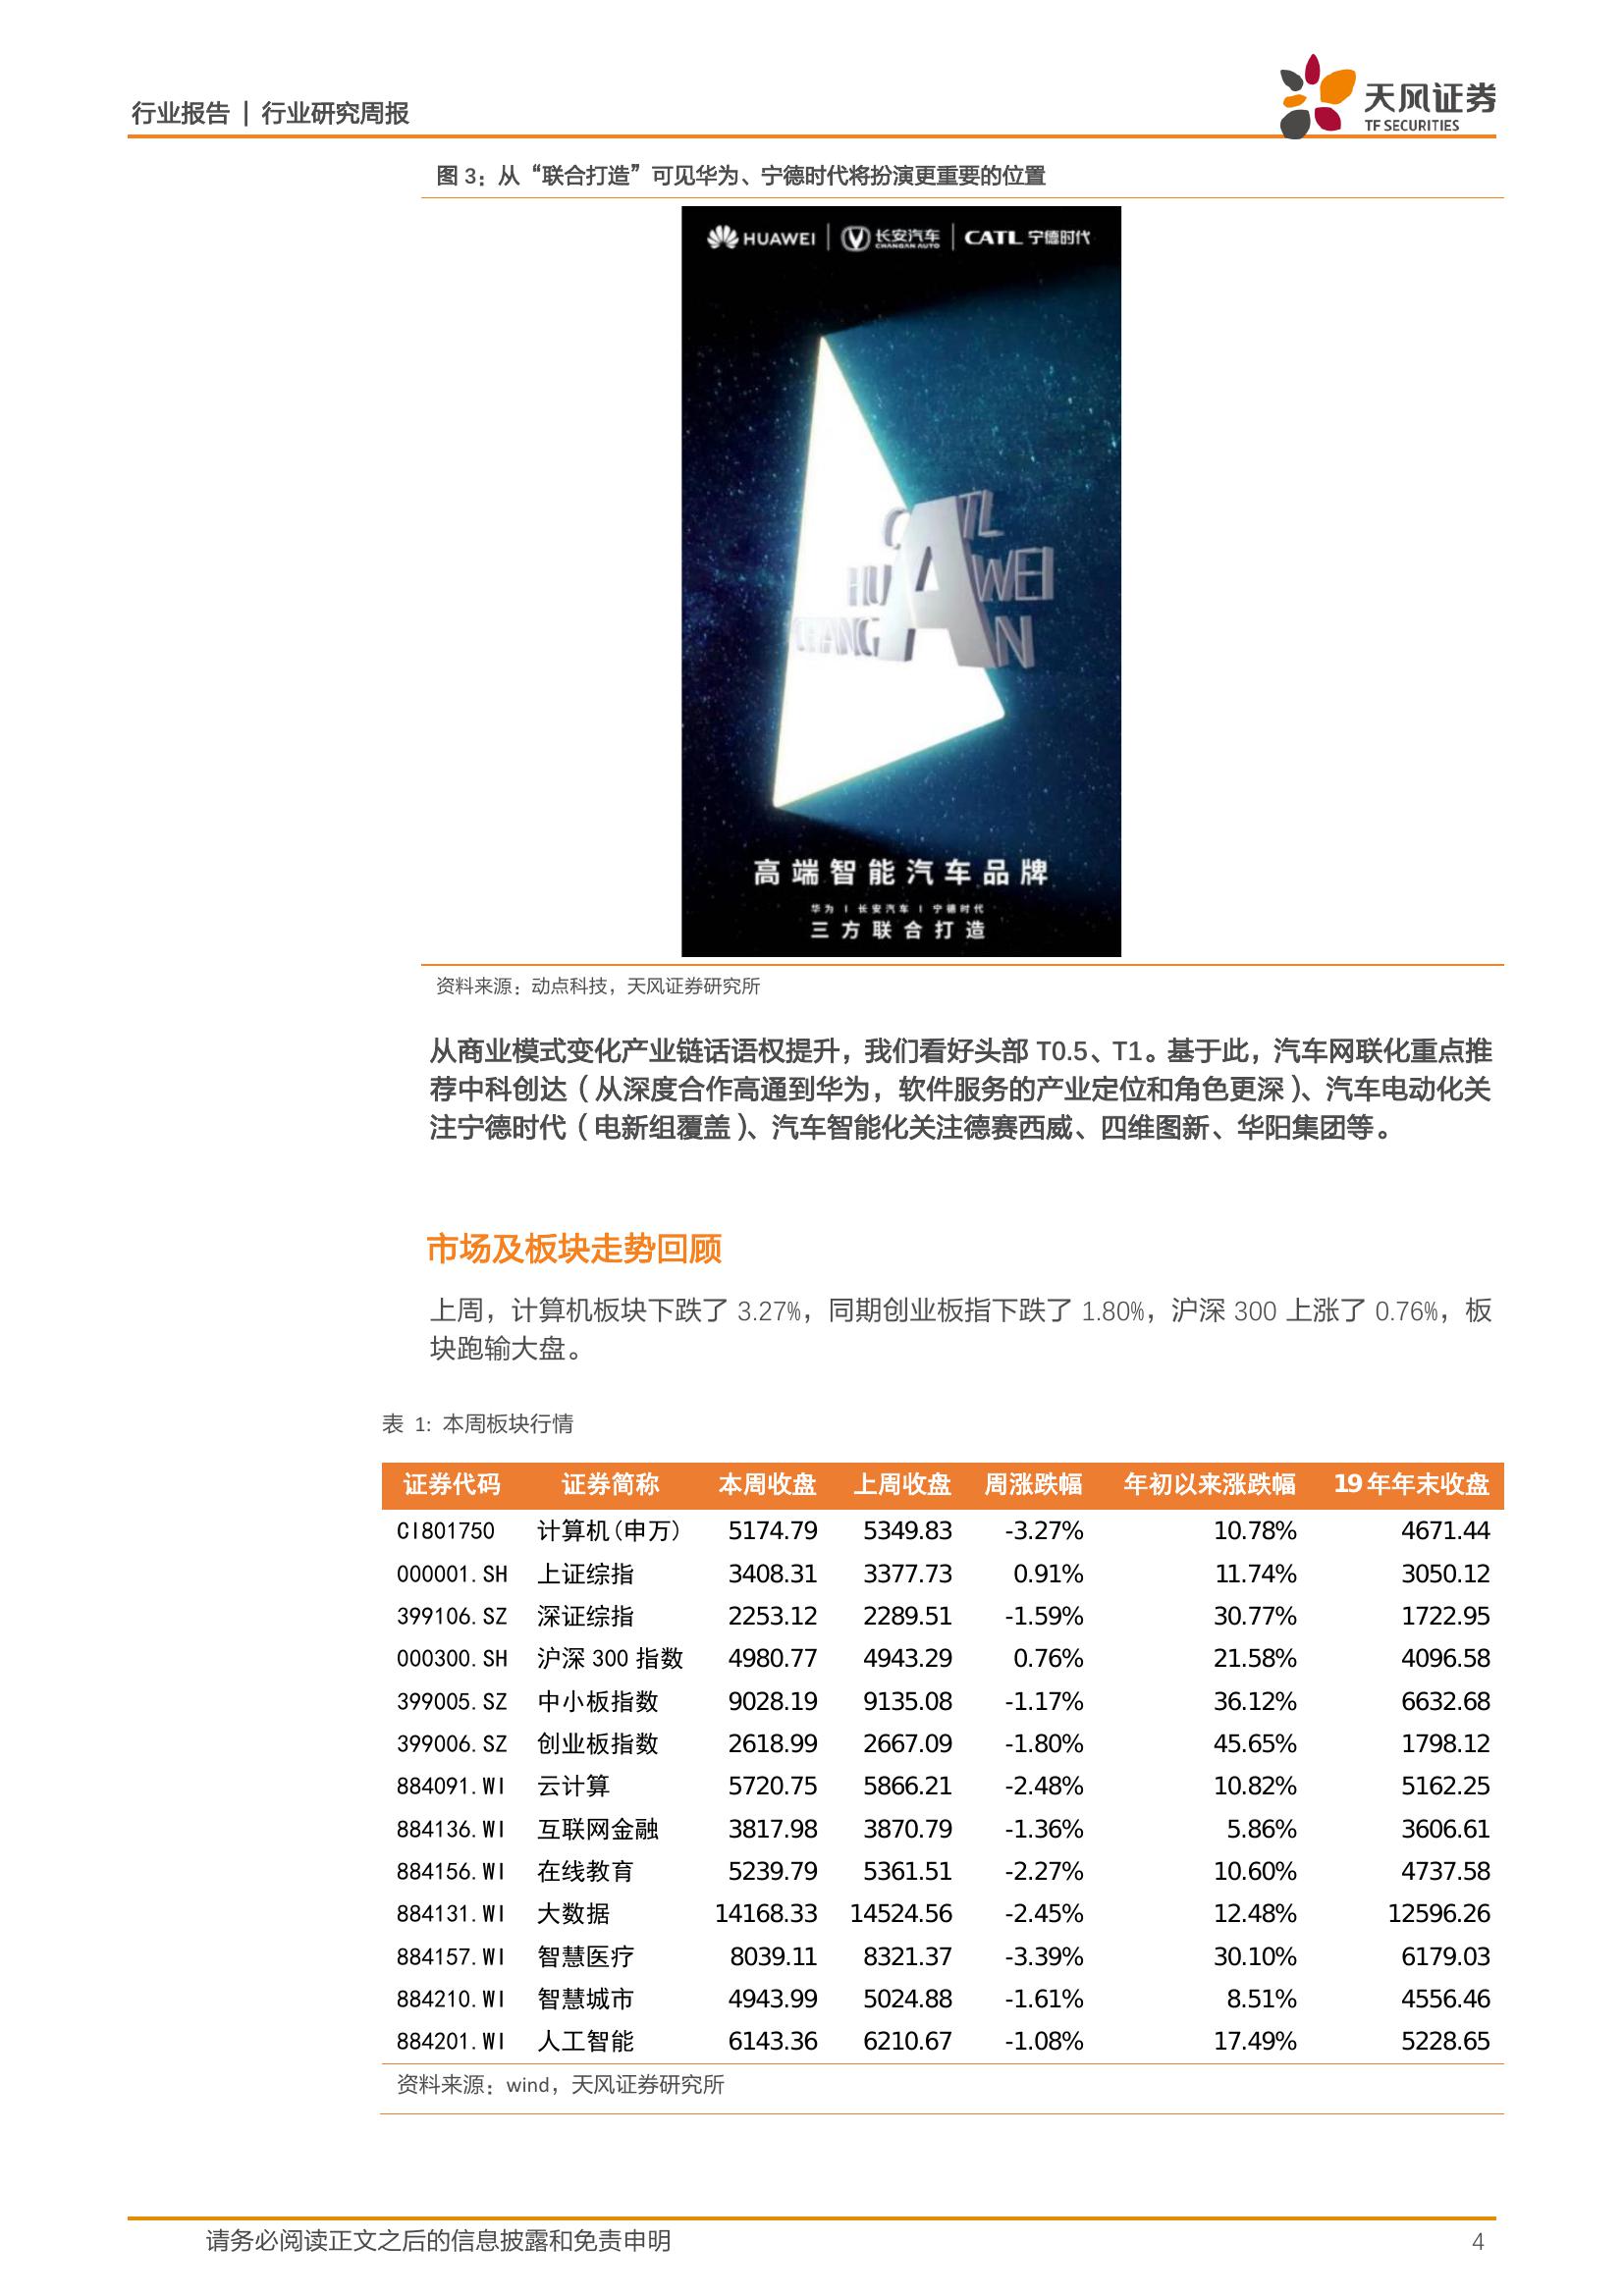 行业报告 | 行业研究周报
天风证券
TF SECURITIES
图 3：从“联合打造”可见华为、宁德时代将扮演更重要的位置
HUAWEI | 长安汽车 CHANGAN AUTO | CATL 宁德时代
CATL
HUAWEI
CHANGAN
高端智能汽车品牌
华为 | 长安汽车 | 宁德时代
三方联合打造
资料来源：动点科技，天风证券研究所
从商业模式变化产业链话语权提升，我们看好头部 T0.5、T1。基于此，汽车网联化重点推
荐中科创达（从深度合作高通到华为，软件服务的产业定位和角色更深）、汽车电动化关
注宁德时代（电新组覆盖）、汽车智能化关注德赛西威、四维图新、华阳集团等。
市场及板块走势回顾
上周，计算机板块下跌了 3.27%，同期创业板指下跌了 1.80%，沪深 300 上涨了 0.76%，板
块跑输大盘。
表 1: 本周板块行情
证券代码 证券简称 本周收盘 上周收盘 周涨跌幅 年初以来涨跌幅 19 年年末收盘
CI801750 计算机(申万) 5174.79 5349.83 -3.27% 10.78% 4671.44
000001.SH 上证综指 3408.31 3377.73 0.91% 11.74% 3050.12
399106.SZ 深证综指 2253.12 2289.51 -1.59% 30.77% 1722.95
000300.SH 沪深 300 指数 4980.77 4943.29 0.76% 21.58% 4096.58
399005.SZ 中小板指数 9028.19 9135.08 -1.17% 36.12% 6632.68
399006.SZ 创业板指数 2618.99 2667.09 -1.80% 45.65% 1798.12
884091.WI 云计算 5720.75 5866.21 -2.48% 10.82% 5162.25
884136.WI 互联网金融 3817.98 3870.79 -1.36% 5.86% 3606.61
884156.WI 在线教育 5239.79 5361.51 -2.27% 10.60% 4737.58
884131.WI 大数据 14168.33 14524.56 -2.45% 12.48% 12596.26
884157.WI 智慧医疗 8039.11 8321.37 -3.39% 30.10% 6179.03
884210.WI 智慧城市 4943.99 5024.88 -1.61% 8.51% 4556.46
884201.WI 人工智能 6143.36 6210.67 -1.08% 17.49% 5228.65
资料来源：wind，天风证券研究所
请务必阅读正文之后的信息披露和免责申明
4